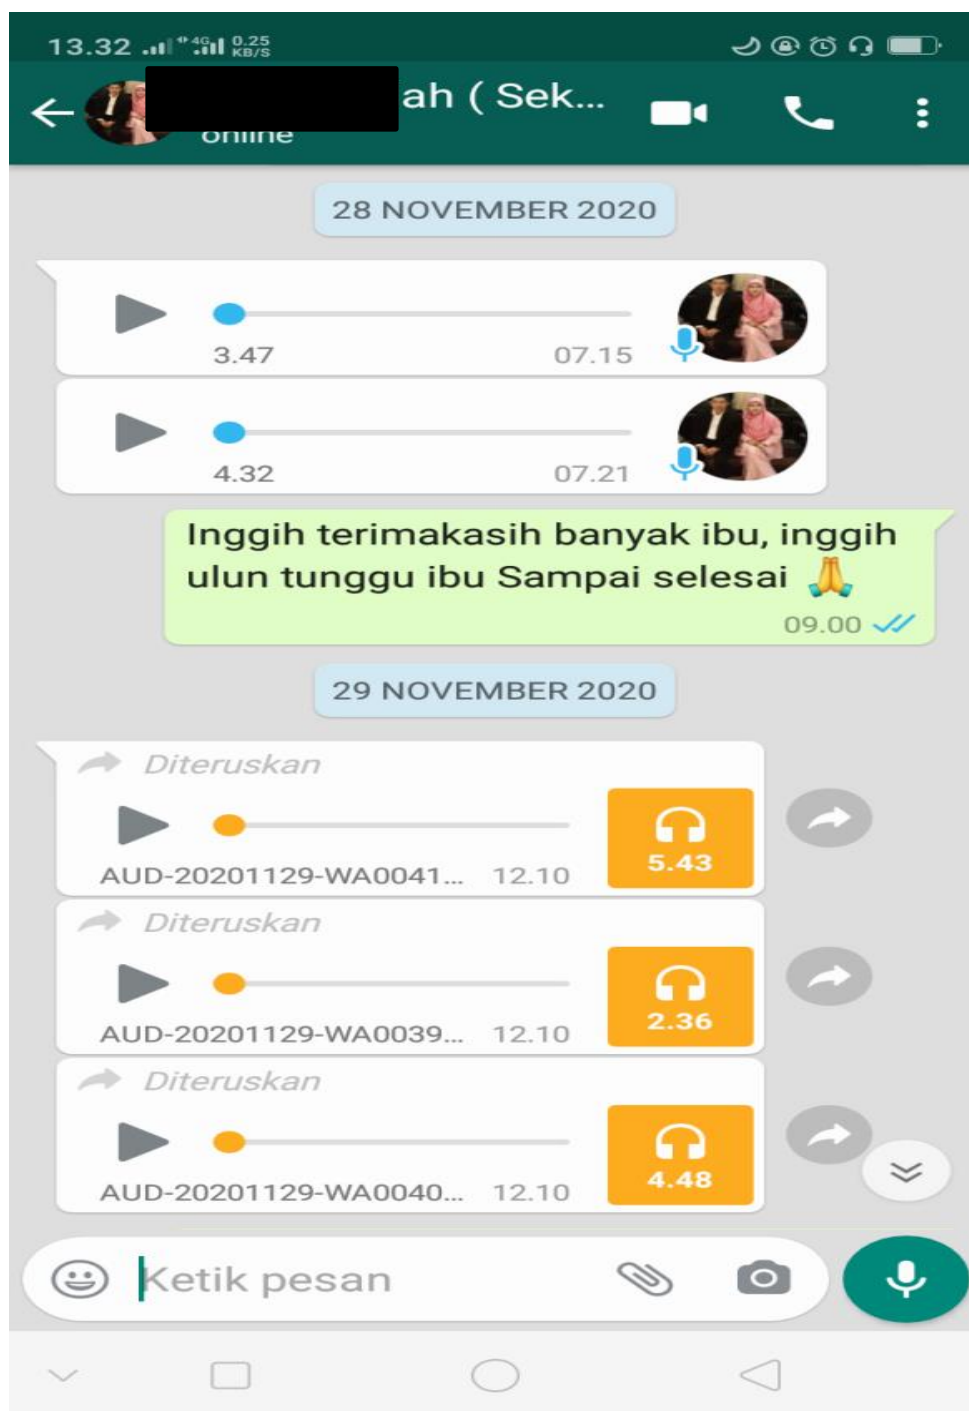 13.32 4G 0.25 KB/S
ah ( Sek...
online
28 NOVEMBER 2020
3.47 07.15
4.32 07.21
Inggih terimakasih banyak ibu, inggih
ulun tunggu ibu Sampai selesai 🙏
09.00
29 NOVEMBER 2020
Diteruskan
5.43
AUD-20201129-WA0041... 12.10
Diteruskan
2.36
AUD-20201129-WA0039... 12.10
Diteruskan
4.48
AUD-20201129-WA0040... 12.10
Ketik pesan